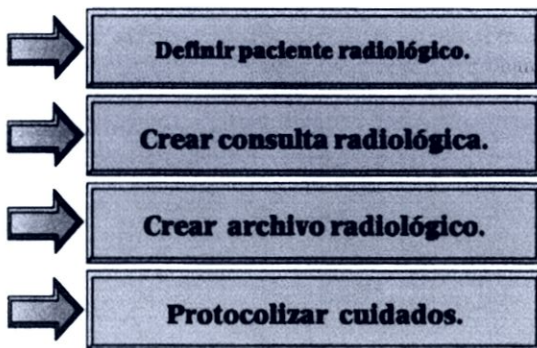 Definir paciente radiológico.
Crear consulta radiológica.
Crear archivo radiológico.
Protocolizar cuidados.